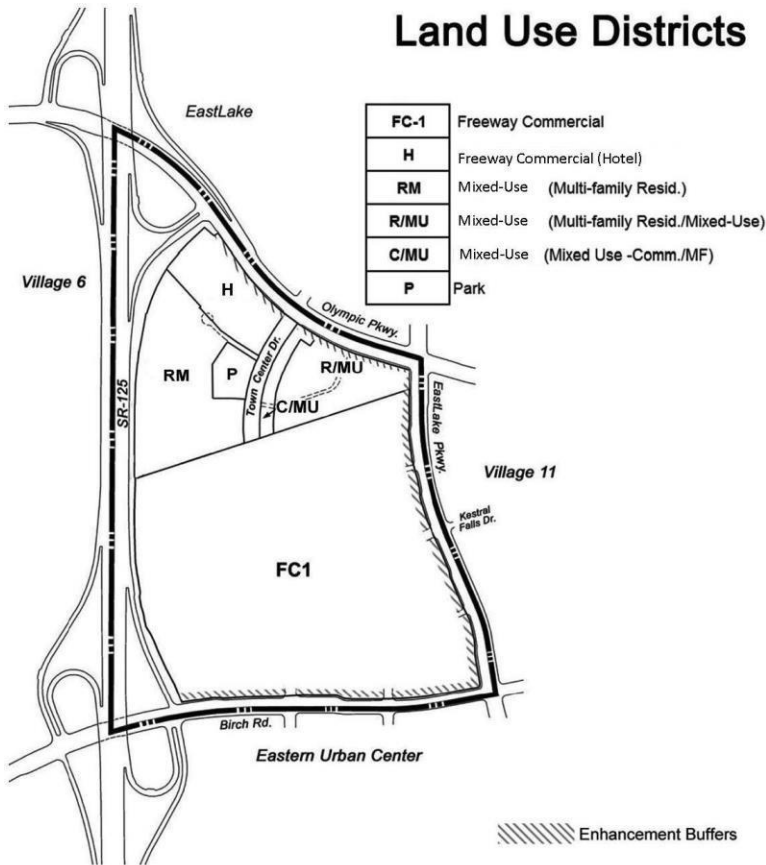 Land Use Districts
EastLake
FC-1 Freeway Commercial
H Freeway Commercial (Hotel)
RM Mixed-Use (Multi-family Resid.)
R/MU Mixed-Use (Multi-family Resid./Mixed-Use)
C/MU Mixed-Use (Mixed Use -Comm./MF)
P Park
Village 6
H
Olympic Pkwy.
RM
P
Town Center Dr.
R/MU
C/MU
SR-125
EastLake Pkwy.
Village 11
Kestral
Falls Dr.
FC1
Birch Rd.
Eastern Urban Center
Enhancement Buffers